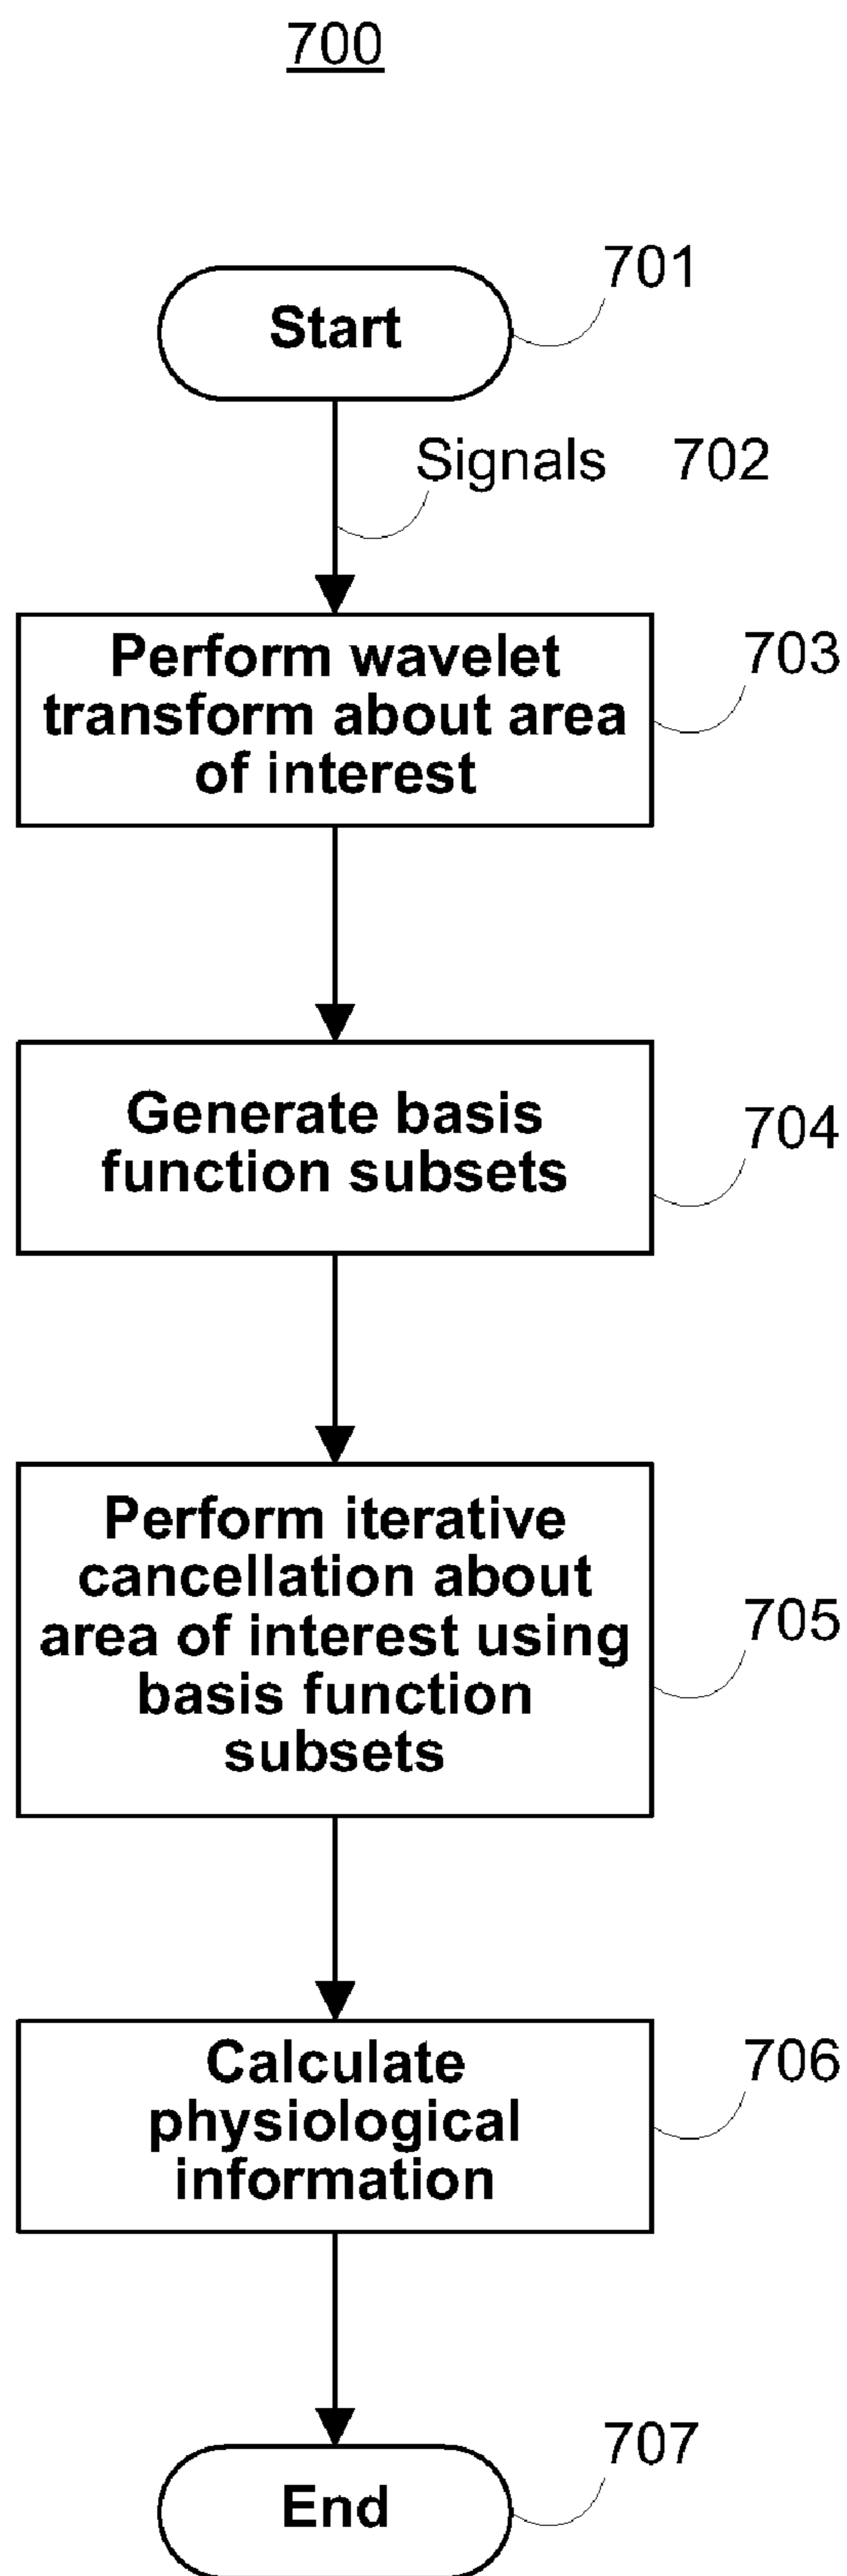 700
Start
701
Signals 702
Perform wavelet
transform about area
of interest
703
Generate basis
function subsets
704
Perform iterative
cancellation about
area of interest using
basis function
subsets
705
Calculate
physiological
information
706
End
707